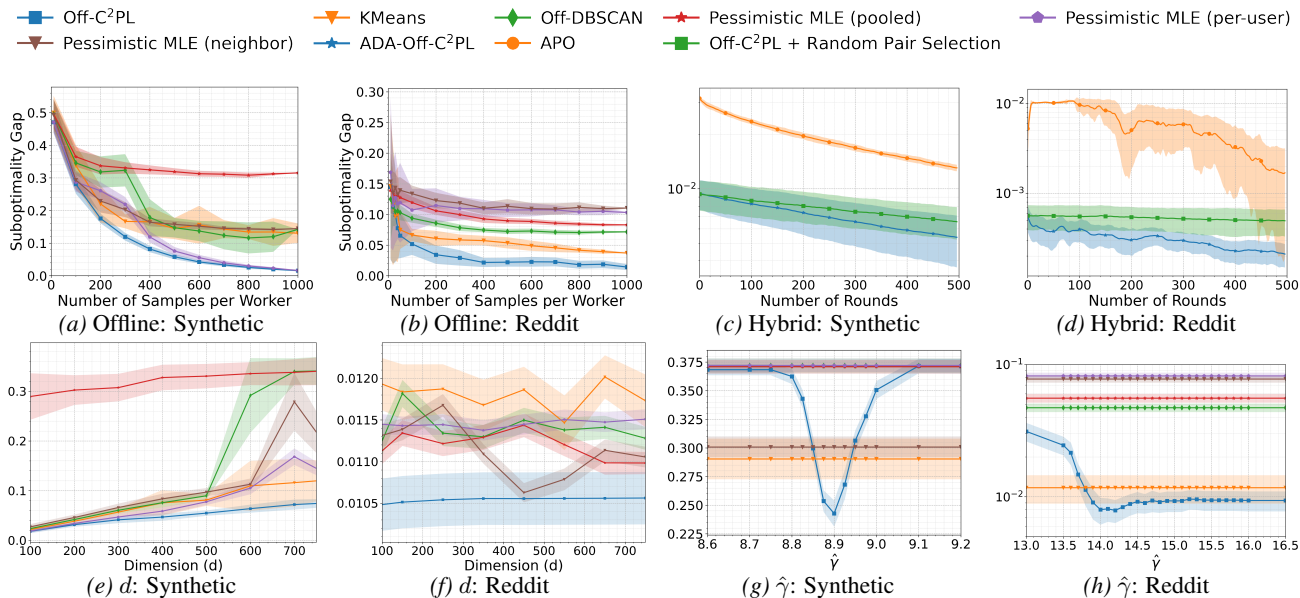 Off-C²PL KMeans Off-DBSCAN Pessimistic MLE (pooled) Pessimistic MLE (per-user)
Pessimistic MLE (neighbor) ADA-Off-C²PL APO Off-C²PL + Random Pair Selection
Suboptimality Gap
0.5
0.4
0.3
0.2
0.1
0.0
0 200 400 600 800 1000
Number of Samples per Worker
(a) Offline: Synthetic
Suboptimality Gap
0.30
0.25
0.20
0.15
0.10
0.05
0.00
0 200 400 600 800 1000
Number of Samples per Worker
(b) Offline: Reddit
10⁻²
0 100 200 300 400 500
Number of Rounds
(c) Hybrid: Synthetic
10⁻²
10⁻³
0 100 200 300 400 500
Number of Rounds
(d) Hybrid: Reddit
0.3
0.2
0.1
0.0
100 200 300 400 500 600 700
Dimension (d)
(e) d: Synthetic
0.0120
0.0115
0.0110
0.0105
100 200 300 400 500 600 700
Dimension (d)
(f) d: Reddit
0.375
0.350
0.325
0.300
0.275
0.250
0.225
8.6 8.7 8.8 8.9 9.0 9.1 9.2
γ̂
(g) γ̂: Synthetic
10⁻¹
10⁻²
13.0 13.5 14.0 14.5 15.0 15.5 16.0 16.5
γ̂
(h) γ̂: Reddit